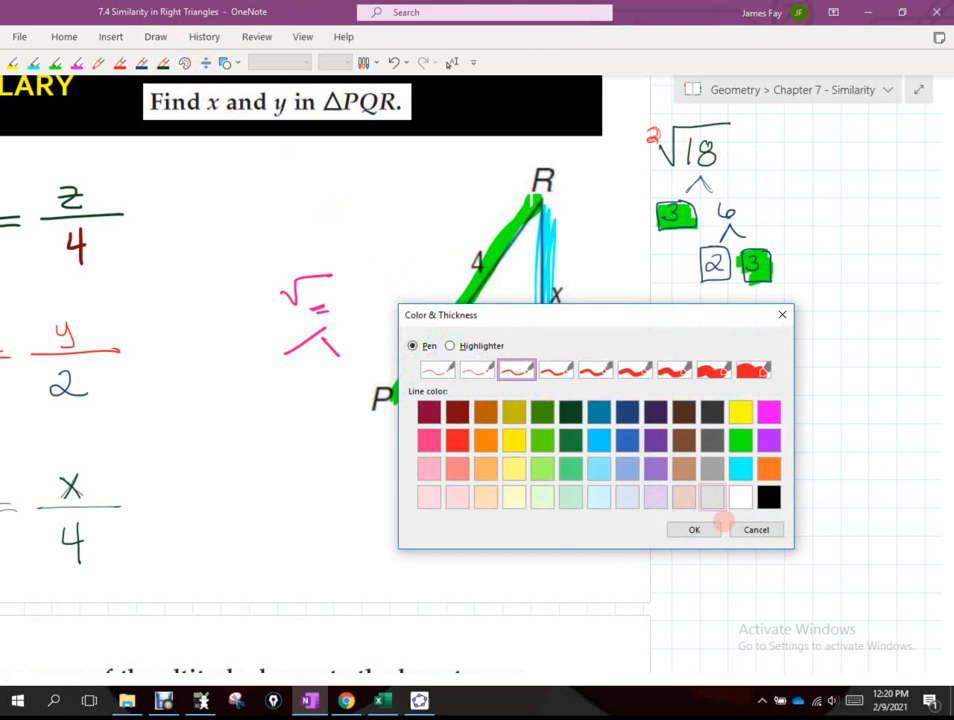 7.4 Similarity in Right Triangles - OneNote
Search
James Fay
JF
File Home Insert Draw History Review View Help
LARY
Find x and y in △PQR.
Geometry > Chapter 7 - Similarity
2√18
3 6
2 3
= z/4
y/2
= x/4
√
R
4
x
P
Color & Thickness
Pen Highlighter
Line color:
OK Cancel
Activate Windows
Go to Settings to activate Windows.
12:20 PM
2/9/2021
1